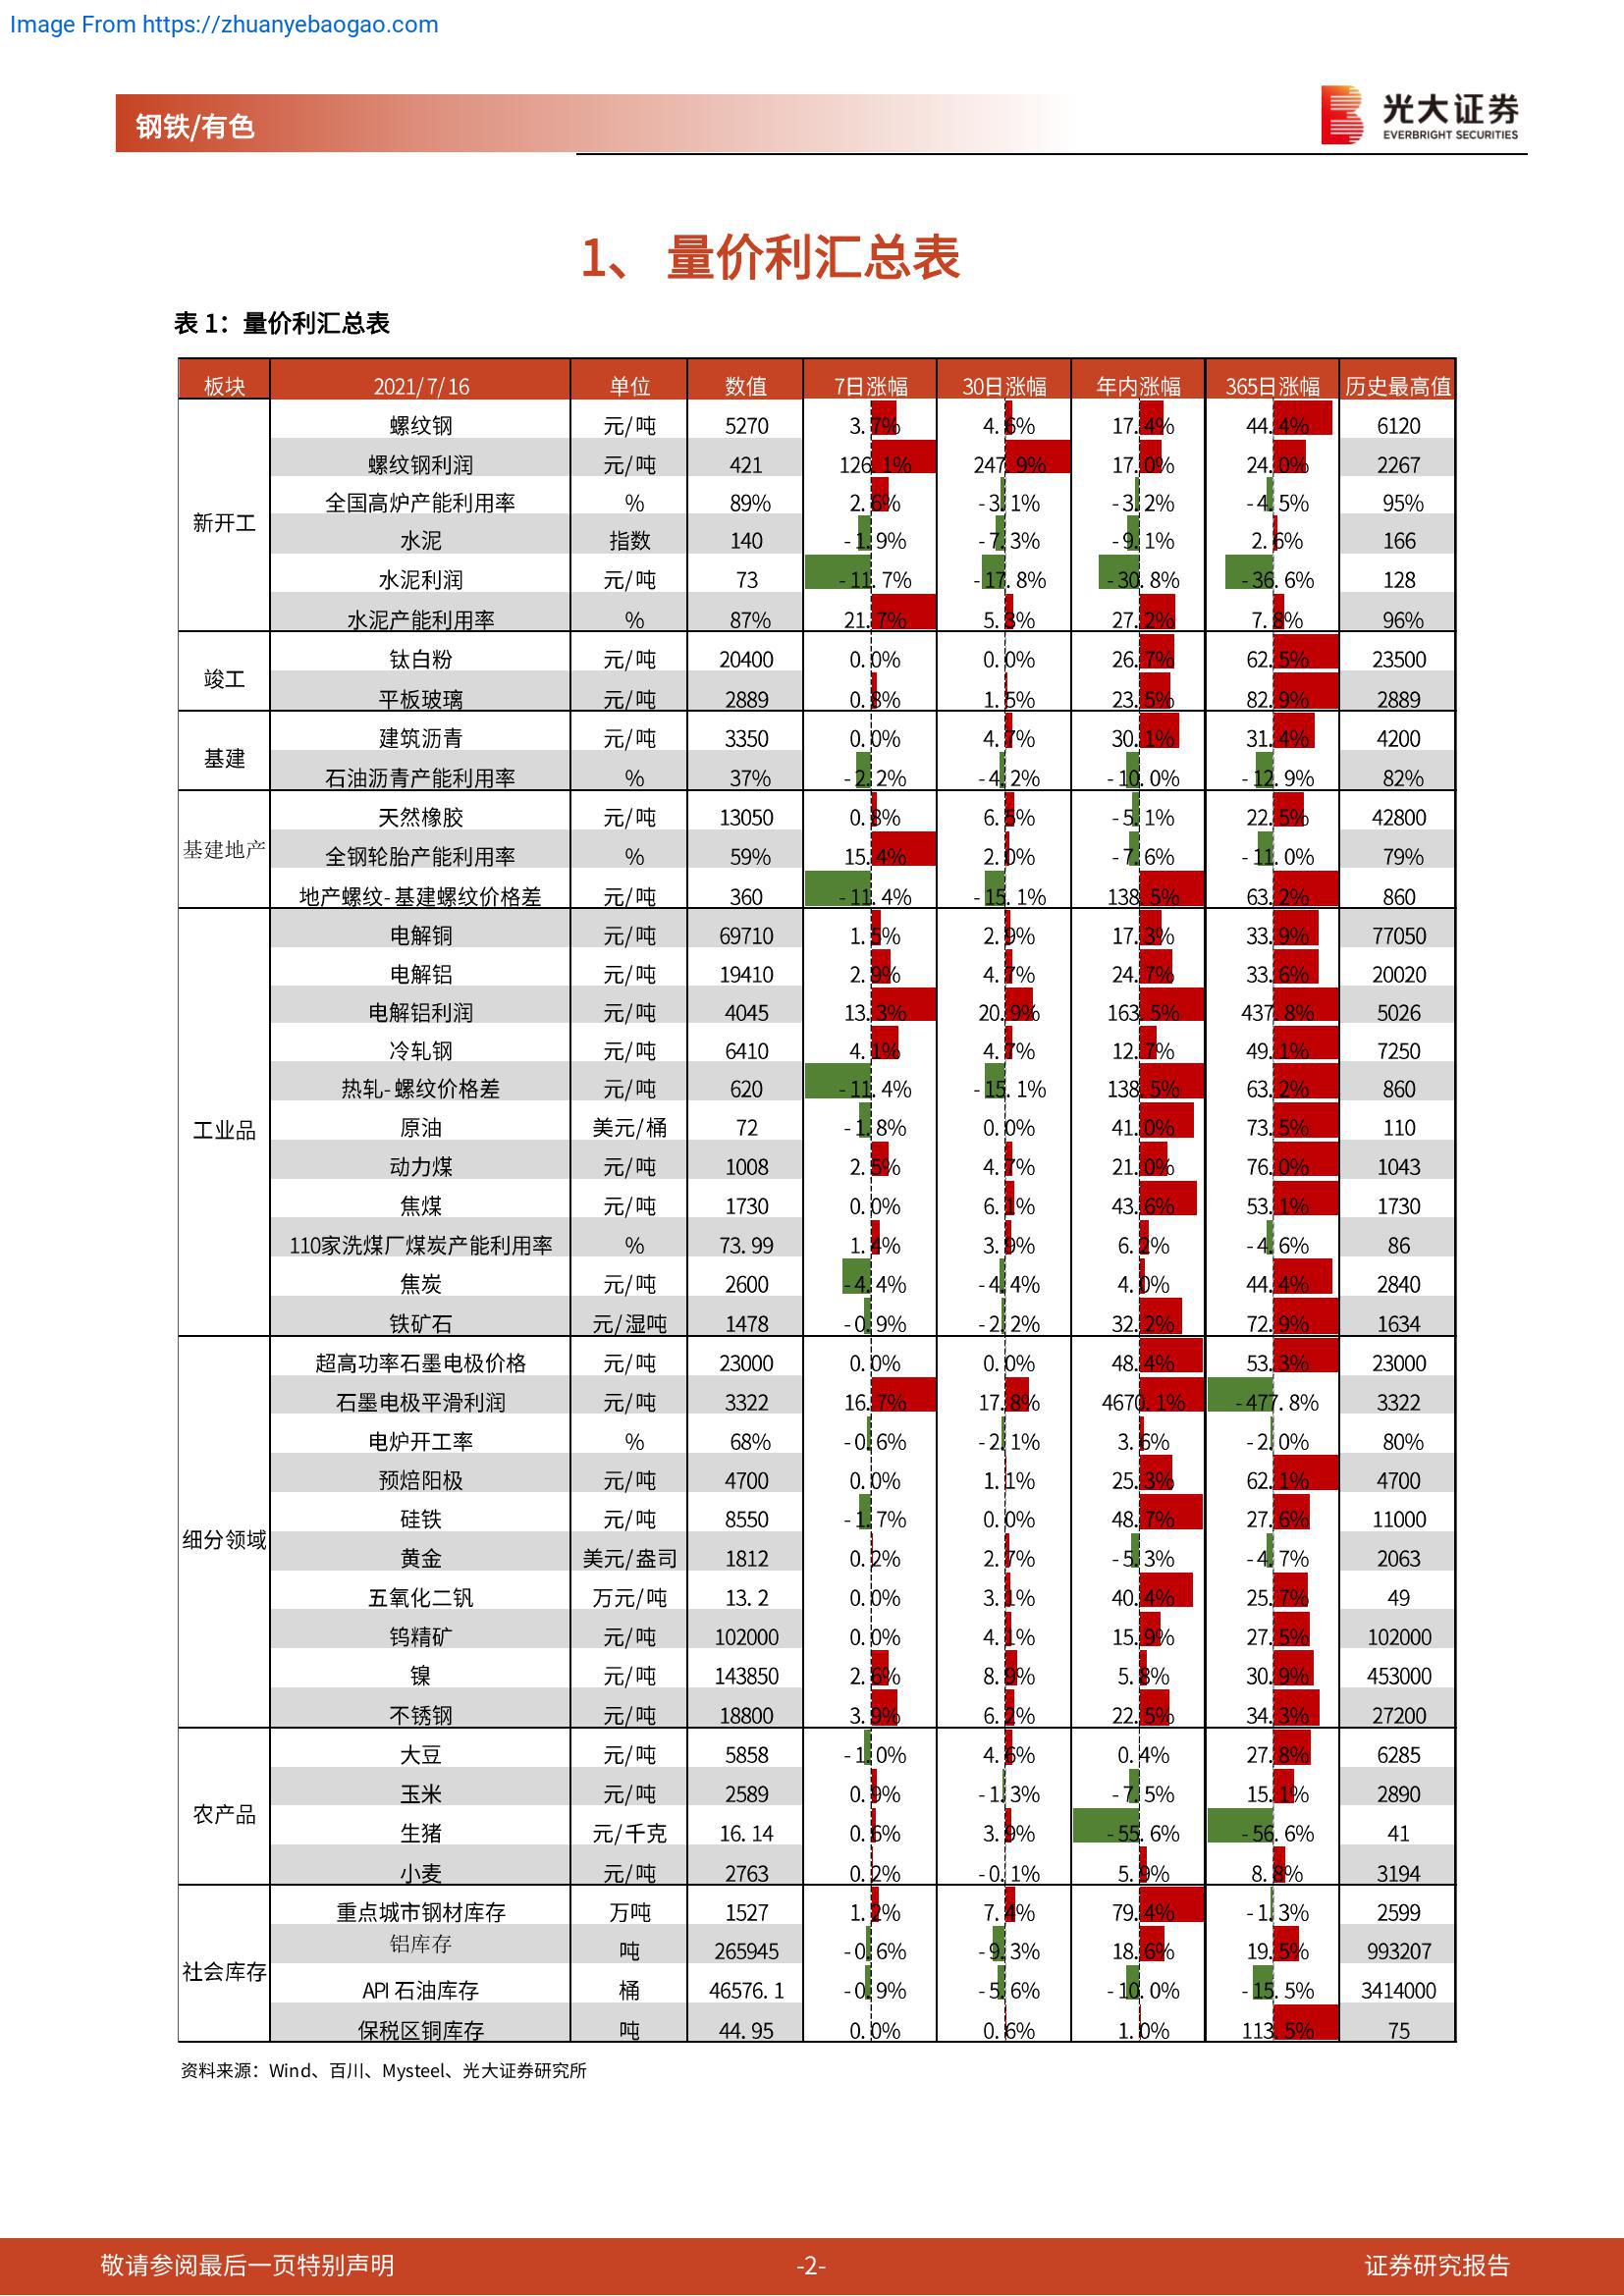 Image From https://zhuanyebaogao.com
钢铁/有色
光大证券
EVERBRIGHT SECURITIES
1、 量价利汇总表
表 1：量价利汇总表
板块 2021/7/16 单位 数值 7日涨幅 30日涨幅 年内涨幅 365日涨幅 历史最高值
新开工
螺纹钢 元/吨 5270 3.7% 4.6% 17.4% 44.4% 6120
螺纹钢利润 元/吨 421 126.1% 247.9% 17.0% 24.0% 2267
全国高炉产能利用率 % 89% 2.6% -3.1% -3.2% -4.5% 95%
水泥 指数 140 -1.9% -7.3% -9.1% 2.6% 166
水泥利润 元/吨 73 -11.7% -17.8% -30.8% -36.6% 128
水泥产能利用率 % 87% 21.7% 5.3% 27.2% 7.8% 96%
竣工
钛白粉 元/吨 20400 0.0% 0.0% 26.7% 62.5% 23500
平板玻璃 元/吨 2889 0.8% 1.5% 23.5% 82.9% 2889
基建
建筑沥青 元/吨 3350 0.0% 4.7% 30.1% 31.4% 4200
石油沥青产能利用率 % 37% -2.2% -4.2% -10.0% -12.9% 82%
基建地产
天然橡胶 元/吨 13050 0.8% 6.5% -5.1% 22.5% 42800
全钢轮胎产能利用率 % 59% 15.4% 2.0% -7.6% -11.0% 79%
地产螺纹-基建螺纹价格差 元/吨 360 -11.4% -15.1% 138.5% 63.2% 860
工业品
电解铜 元/吨 69710 1.5% 2.9% 17.3% 33.9% 77050
电解铝 元/吨 19410 2.9% 4.7% 24.7% 33.6% 20020
电解铝利润 元/吨 4045 13.3% 20.9% 163.5% 437.8% 5026
冷轧钢 元/吨 6410 4.1% 4.7% 12.7% 49.1% 7250
热轧-螺纹价格差 元/吨 620 -11.4% -15.1% 138.5% 63.2% 860
原油 美元/桶 72 -1.8% 0.0% 41.0% 73.5% 110
动力煤 元/吨 1008 2.5% 4.7% 21.0% 76.0% 1043
焦煤 元/吨 1730 0.0% 6.1% 43.6% 53.1% 1730
110家洗煤厂煤炭产能利用率 % 73.99 1.4% 3.9% 6.2% -4.6% 86
焦炭 元/吨 2600 -4.4% -4.4% 4.0% 44.4% 2840
铁矿石 元/湿吨 1478 -0.9% -2.2% 32.2% 72.9% 1634
细分领域
超高功率石墨电极价格 元/吨 23000 0.0% 0.0% 48.4% 53.3% 23000
石墨电极平滑利润 元/吨 3322 16.7% 17.8% 4670.1% -477.8% 3322
电炉开工率 % 68% -0.6% -2.1% 3.6% -2.0% 80%
预焙阳极 元/吨 4700 0.0% 1.1% 25.3% 62.1% 4700
硅铁 元/吨 8550 -1.7% 0.0% 48.7% 27.6% 11000
黄金 美元/盎司 1812 0.2% 2.7% -5.3% -4.7% 2063
五氧化二钒 万元/吨 13.2 0.0% 3.1% 40.4% 25.7% 49
钨精矿 元/吨 102000 0.0% 4.1% 15.9% 27.5% 102000
镍 元/吨 143850 2.6% 8.9% 5.8% 30.9% 453000
不锈钢 元/吨 18800 3.9% 6.2% 22.5% 34.3% 27200
农产品
大豆 元/吨 5858 -1.0% 4.6% 0.4% 27.8% 6285
玉米 元/吨 2589 0.9% -1.3% -7.5% 15.1% 2890
生猪 元/千克 16.14 0.6% 3.9% -55.6% -56.6% 41
小麦 元/吨 2763 0.2% -0.1% 5.9% 8.8% 3194
社会库存
重点城市钢材库存 万吨 1527 1.2% 7.4% 79.4% -1.3% 2599
铝库存 吨 265945 -0.6% -9.3% 18.6% 19.5% 993207
API 石油库存 桶 46576.1 -0.9% -5.6% -10.0% -15.5% 3414000
保税区铜库存 吨 44.95 0.0% 0.6% 1.0% 113.5% 75
资料来源：Wind、百川、Mysteel、光大证券研究所
敬请参阅最后一页特别声明 -2- 证券研究报告